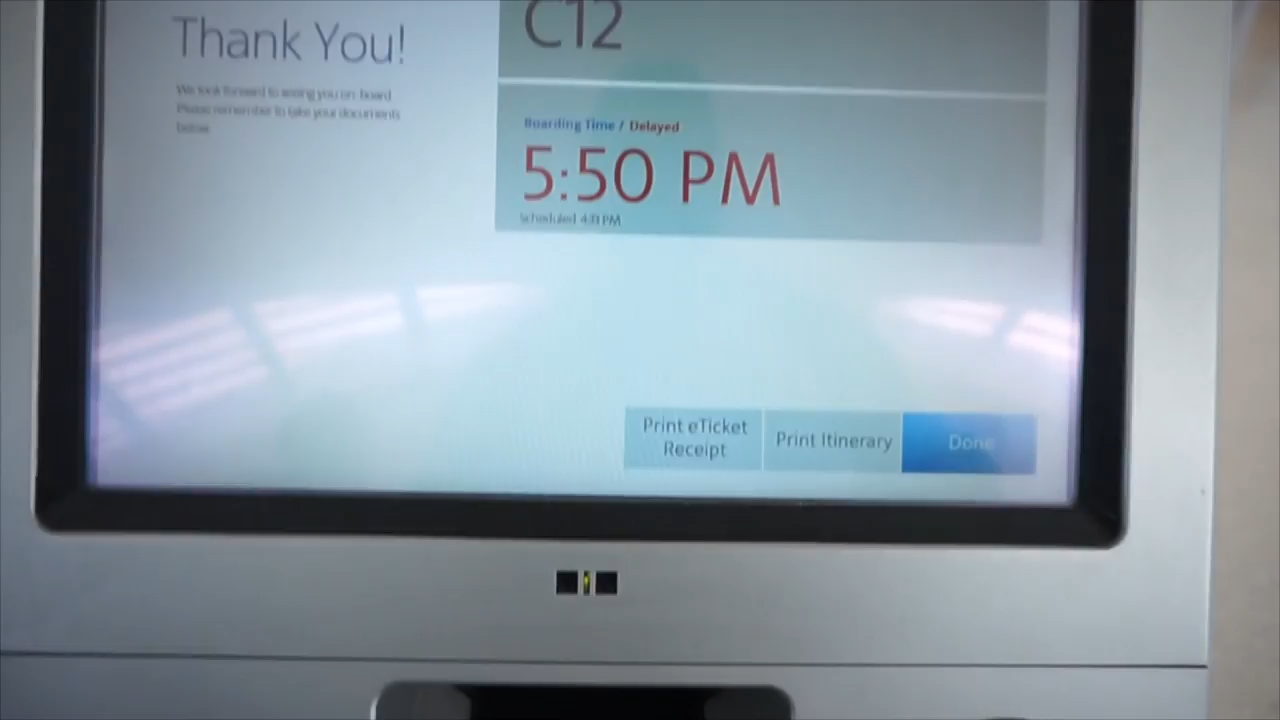 Thank You!
We look forward to seeing you on-board
Please remember to take your documents
below.
C12
Boarding Time / Delayed
5:50 PM
Scheduled 4:31 PM
Print eTicket
Receipt
Print Itinerary
Done